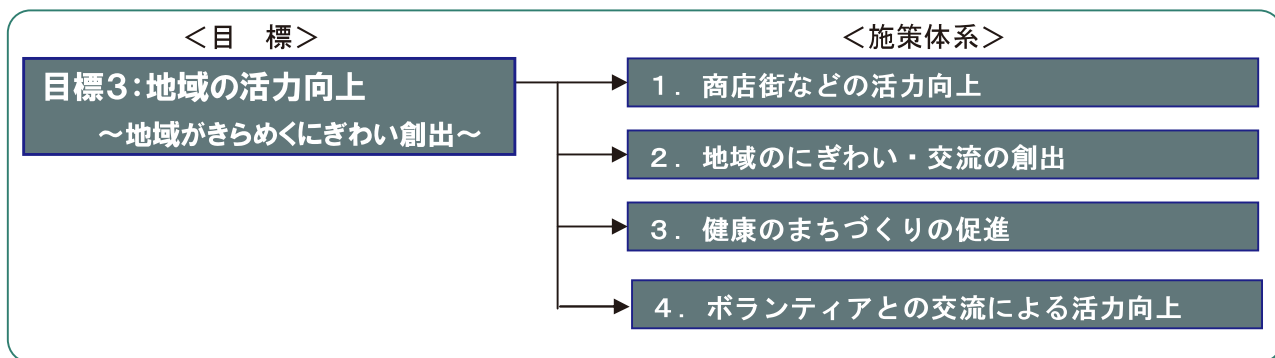 ＜目　標＞
＜施策体系＞
目標3：地域の活力向上
～地域がきらめくにぎわい創出～
１．商店街などの活力向上
２．地域のにぎわい・交流の創出
３．健康のまちづくりの促進
４．ボランティアとの交流による活力向上